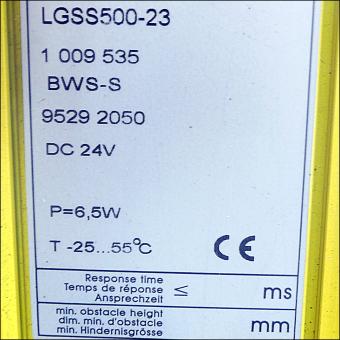 LGSS500-23
1 009 535
BWS-S
9529 2050
DC 24V
P=6,5W
T -25...55°C CE
Response time
Temps de réponse ≤ ms
Ansprechzeit
min. obstacle height
dim. min. d'obstacle mm
min. Hindernisgrösse